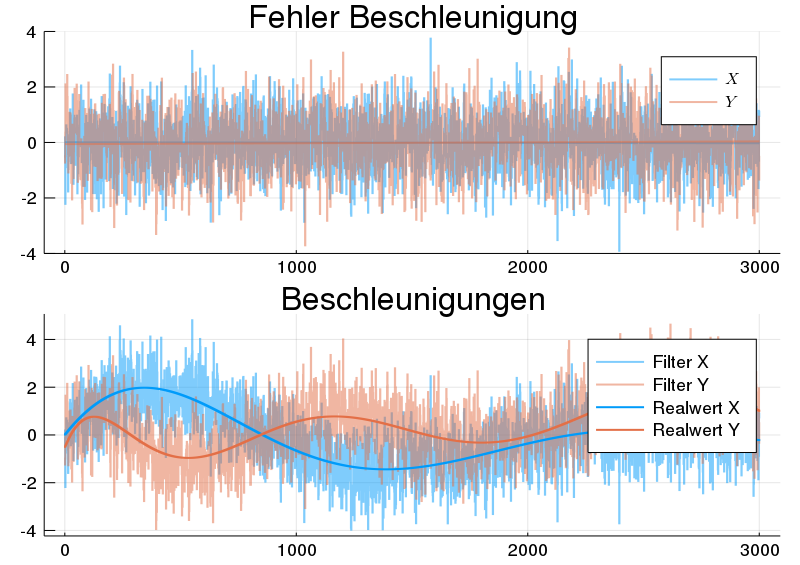 Fehler Beschleunigung
4
2
0
-2
-4
X
Y
0 1000 2000 3000
Beschleunigungen
4
2
0
-2
-4
Filter X
Filter Y
Realwert X
Realwert Y
0 1000 2000 3000